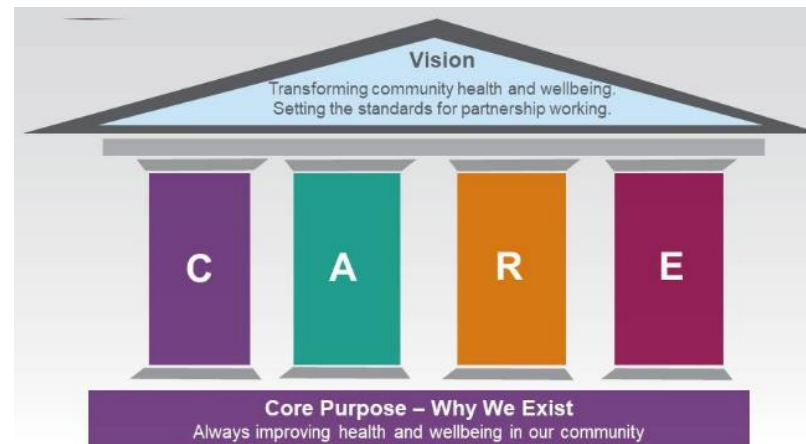 Vision
Transforming community health and wellbeing.
Setting the standards for partnership working.
C A R E
Core Purpose – Why We Exist
Always improving health and wellbeing in our community